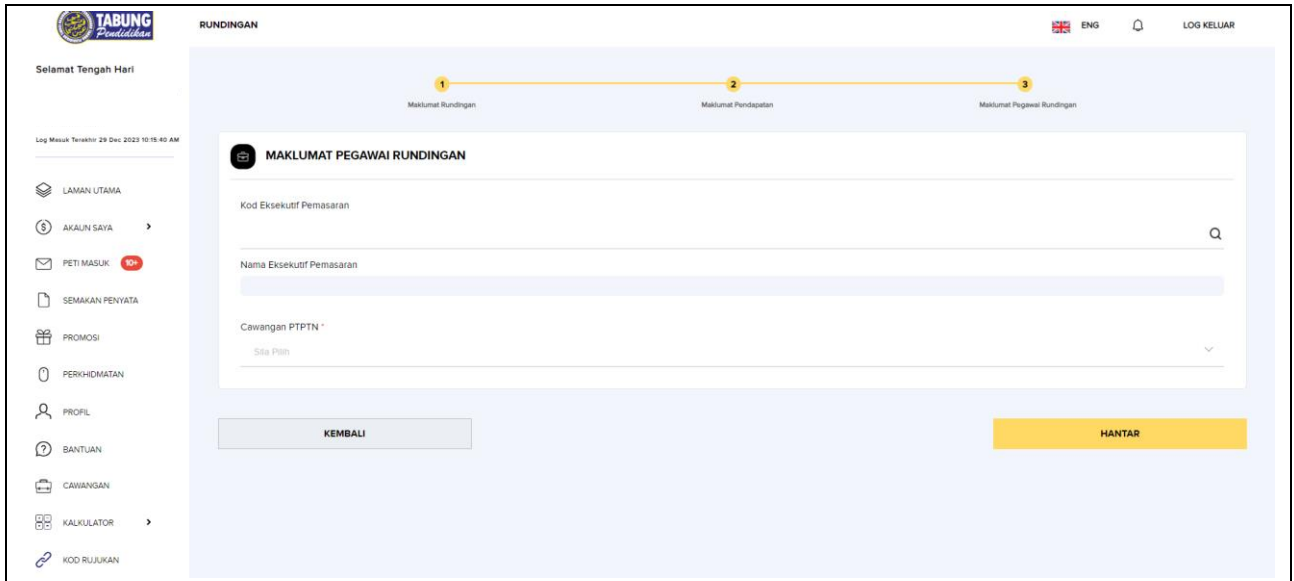 TABUNG
Pendidikan
RUNDINGAN
ENG
LOG KELUAR
Selamat Tengah Hari
Log Masuk Terakhir 29 Dec 2023 10:15:40 AM
LAMAN UTAMA
AKAUN SAYA
PETI MASUK 10+
SEMAKAN PENYATA
PROMOSI
PERKHIDMATAN
PROFIL
BANTUAN
CAWANGAN
KALKULATOR
KOD RUJUKAN
1
Maklumat Rundingan
2
Maklumat Pendapatan
3
Maklumat Pegawai Rundingan
MAKLUMAT PEGAWAI RUNDINGAN
Kod Eksekutif Pemasaran
Nama Eksekutif Pemasaran
Cawangan PTPTN *
Sila Pilih
KEMBALI
HANTAR